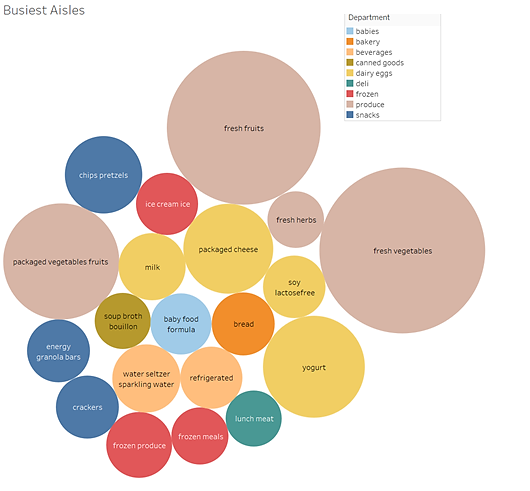 Busiest Aisles
Department
babies
bakery
beverages
canned goods
dairy eggs
deli
frozen
produce
snacks
fresh fruits
chips pretzels
ice cream ice
fresh herbs
packaged vegetables fruits
milk
packaged cheese
fresh vegetables
soy
lactosefree
soup broth
bouillon
baby food
formula
bread
energy
granola bars
water seltzer
sparkling water
refrigerated
yogurt
crackers
lunch meat
frozen produce
frozen meals